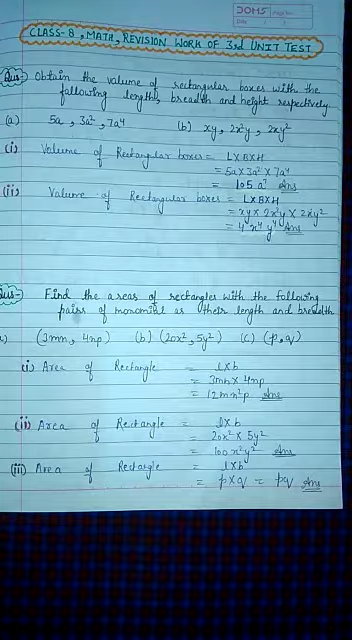 DOMS
CLASS-8, MATH, REVISION WORK OF 3rd UNIT TEST
Que:- Obtain the volume of rectangular boxes with the
following length, breadth and height respectively
(a) 5a, 3a², 7a⁴ (b) xy, 2x²y, 2xy²
(i) Volume of Rectangular boxes = L×B×H
= 5a×3a²×7a⁴
= 105 a⁷ Ans
(ii) Volume of Rectangular boxes = L×B×H
= xy × 2x²y × 2xy²
= 4 x⁴ y⁴ Ans
Que:- Find the areas of rectangles with the following
pairs of monomial as their length and breadth
(3mn, 4np) (b) (20x², 5y²) (c) (p, q)
(i) Area of Rectangle = l×b
= 3mn × 4np
= 12mn²p Ans
(ii) Area of Rectangle = l×b
= 20x² × 5y²
= 100x²y² Ans
(iii) Area of Rectangle = l×b
= p×q = pq Ans